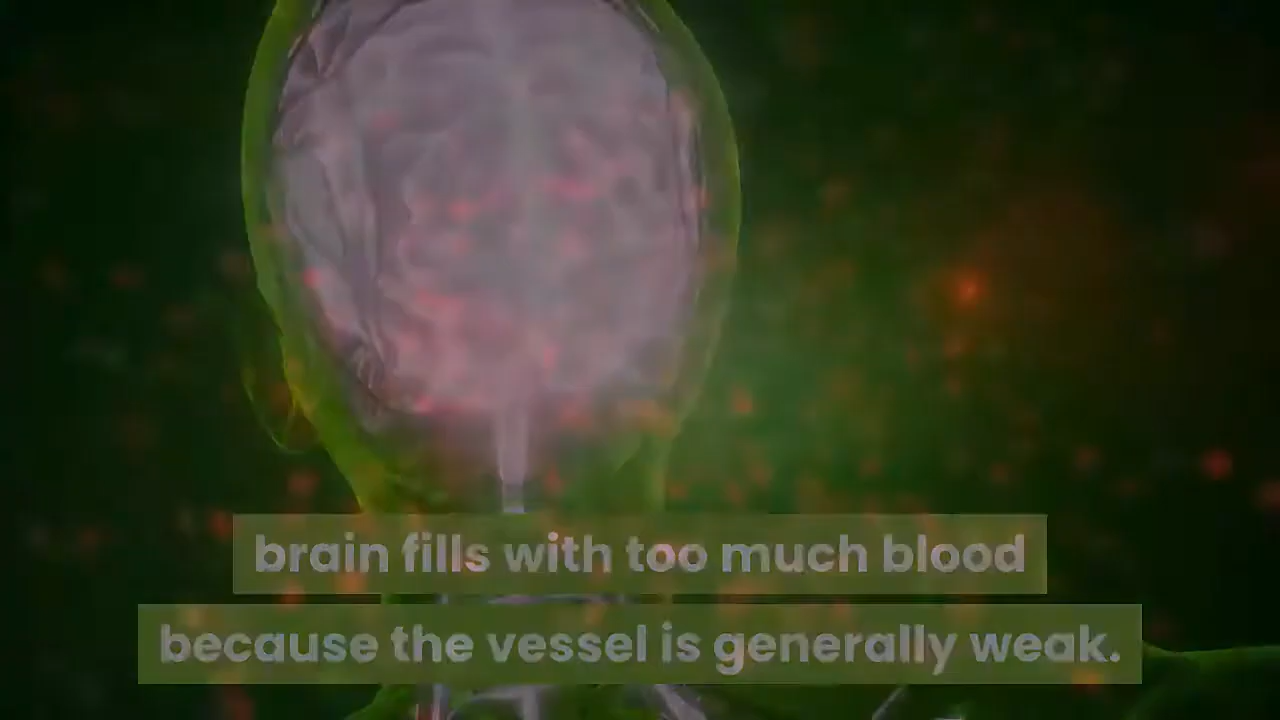 brain fills with too much blood
because the vessel is generally weak.